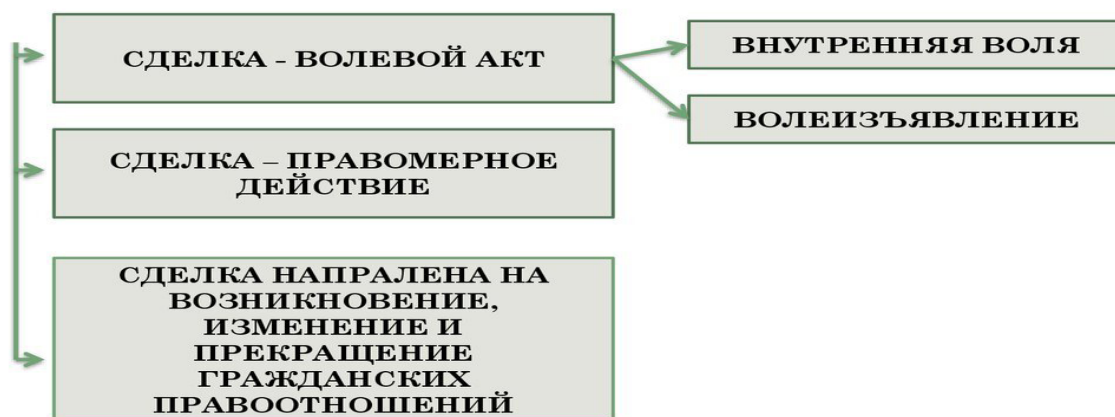 СДЕЛКА - ВОЛЕВОЙ АКТ
ВНУТРЕННЯЯ ВОЛЯ
ВОЛЕИЗЪЯВЛЕНИЕ
СДЕЛКА – ПРАВОМЕРНОЕ
ДЕЙСТВИЕ
СДЕЛКА НАПРАЛЕНА НА
ВОЗНИКНОВЕНИЕ,
ИЗМЕНЕНИЕ И
ПРЕКРАЩЕНИЕ
ГРАЖДАНСКИХ
ПРАВООТНОШЕНИЙ